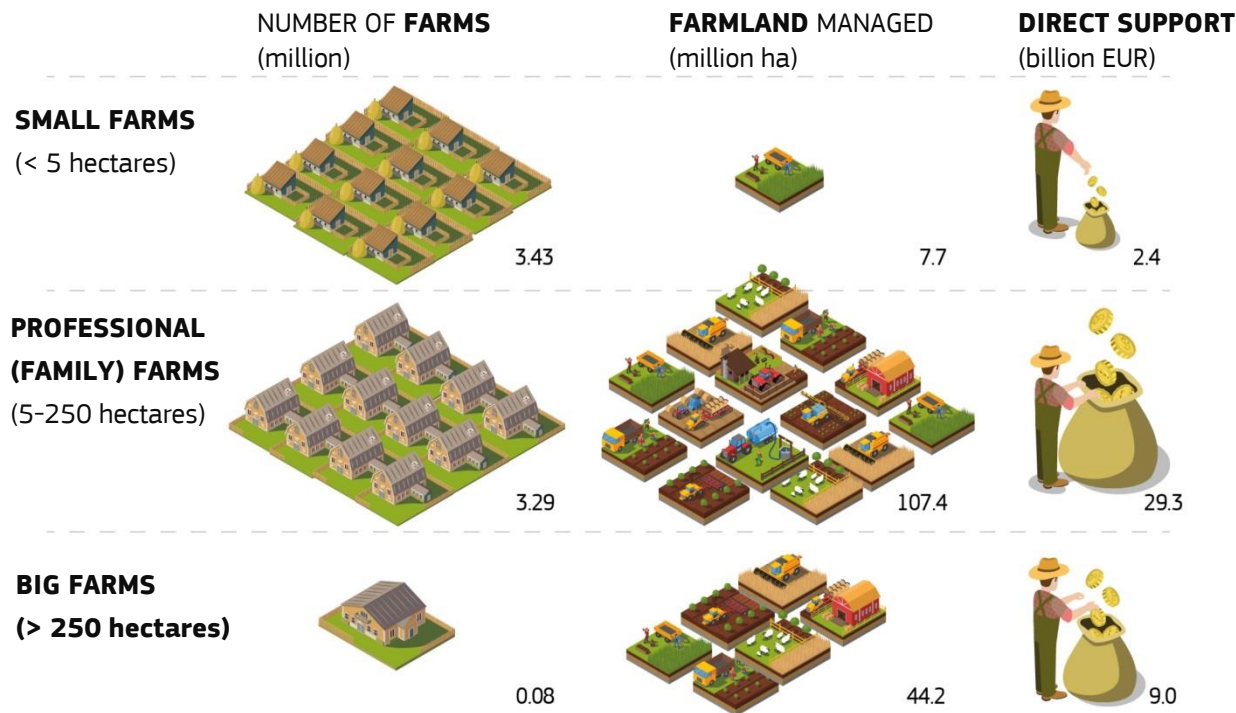 NUMBER OF FARMS
(million)
FARMLAND MANAGED
(million ha)
DIRECT SUPPORT
(billion EUR)
SMALL FARMS
(< 5 hectares)
3.43
7.7
2.4
PROFESSIONAL
(FAMILY) FARMS
(5-250 hectares)
3.29
107.4
29.3
BIG FARMS
(> 250 hectares)
0.08
44.2
9.0